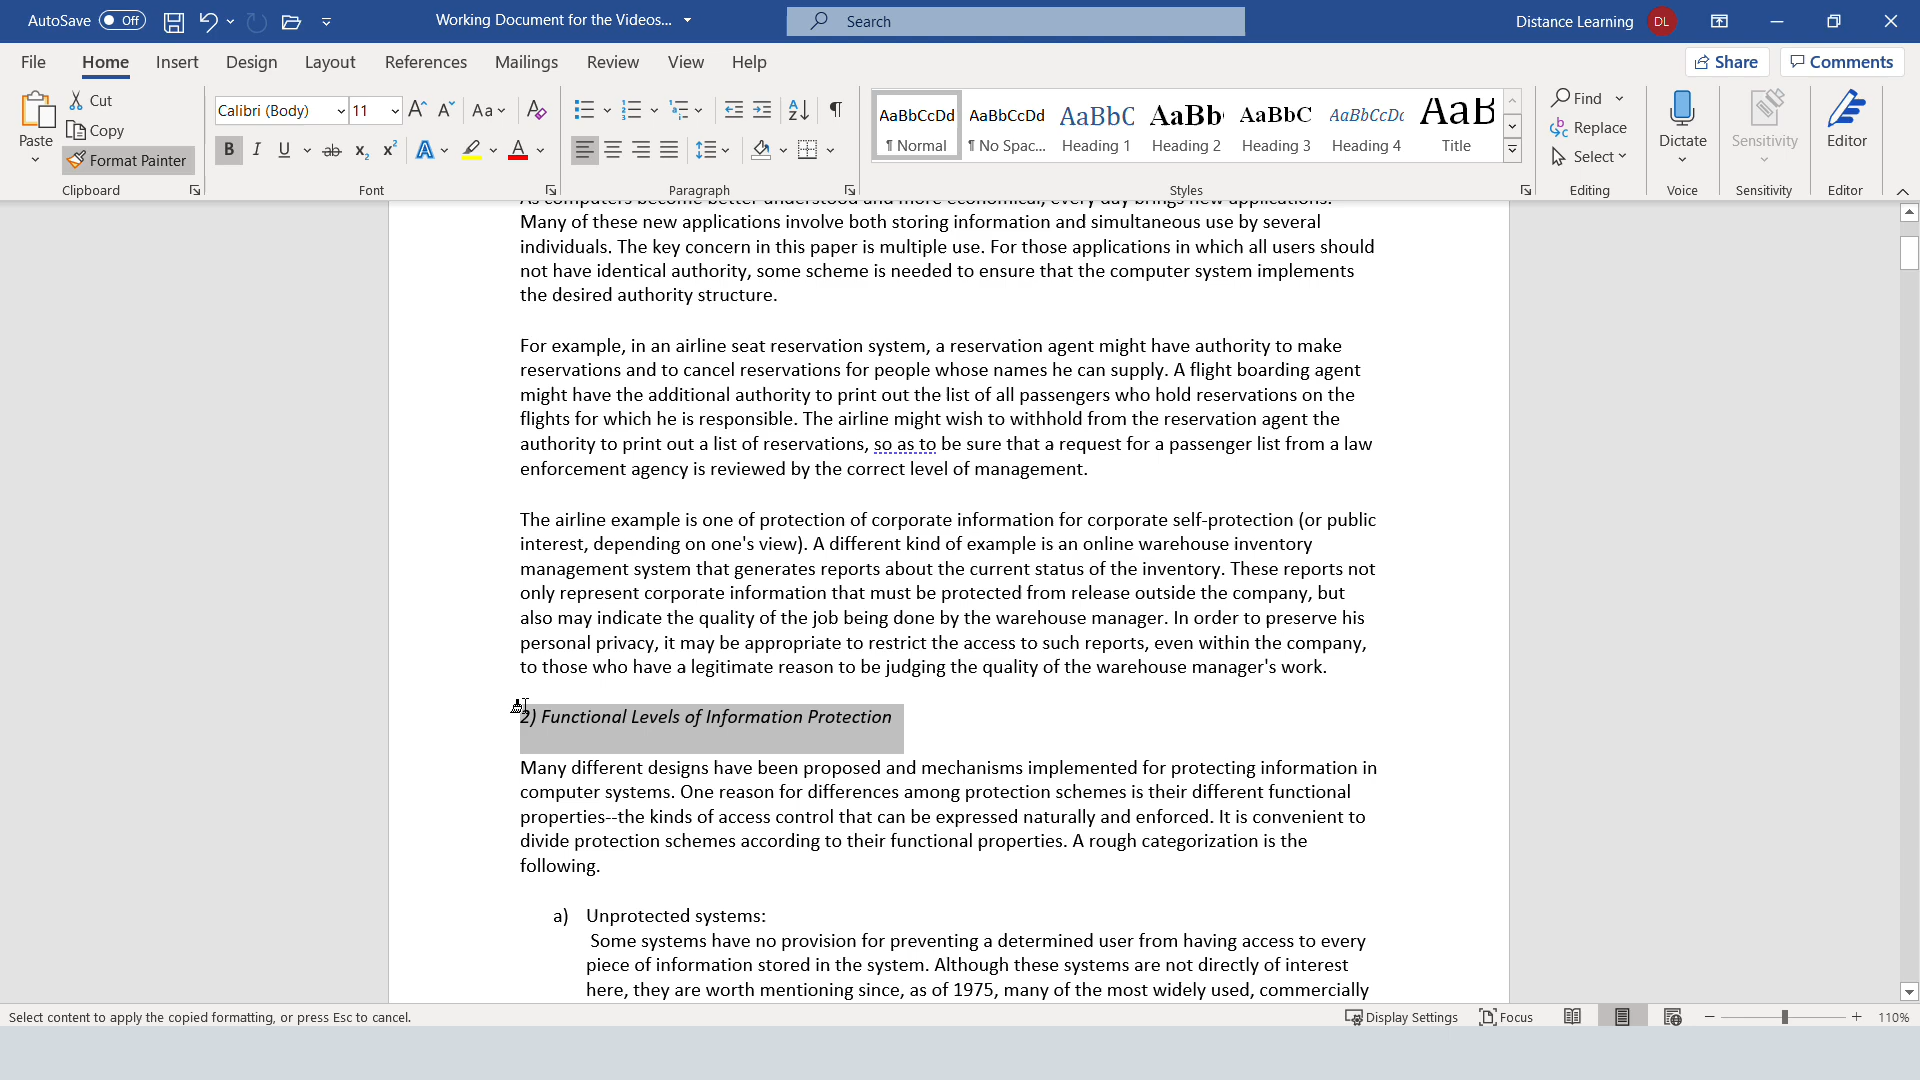 AutoSave Off Working Document for the Videos... Search Distance Learning DL
File Home Insert Design Layout References Mailings Review View Help Share Comments
Paste Cut Copy Format Painter Clipboard
Calibri (Body) 11 Aa Font
Paragraph
AaBbCcDd AaBbCcDd AaBbC AaBb AaBbC AaBbCcDc AaB
¶ Normal ¶ No Spac... Heading 1 Heading 2 Heading 3 Heading 4 Title
Styles
Find Replace Select Editing
Dictate Voice
Sensitivity Sensitivity
Editor Editor
As computers become better understood and more economical, every day brings new applications.
Many of these new applications involve both storing information and simultaneous use by several
individuals. The key concern in this paper is multiple use. For those applications in which all users should
not have identical authority, some scheme is needed to ensure that the computer system implements
the desired authority structure.
For example, in an airline seat reservation system, a reservation agent might have authority to make
reservations and to cancel reservations for people whose names he can supply. A flight boarding agent
might have the additional authority to print out the list of all passengers who hold reservations on the
flights for which he is responsible. The airline might wish to withhold from the reservation agent the
authority to print out a list of reservations, so as to be sure that a request for a passenger list from a law
enforcement agency is reviewed by the correct level of management.
The airline example is one of protection of corporate information for corporate self-protection (or public
interest, depending on one's view). A different kind of example is an online warehouse inventory
management system that generates reports about the current status of the inventory. These reports not
only represent corporate information that must be protected from release outside the company, but
also may indicate the quality of the job being done by the warehouse manager. In order to preserve his
personal privacy, it may be appropriate to restrict the access to such reports, even within the company,
to those who have a legitimate reason to be judging the quality of the warehouse manager's work.
2) Functional Levels of Information Protection
Many different designs have been proposed and mechanisms implemented for protecting information in
computer systems. One reason for differences among protection schemes is their different functional
properties--the kinds of access control that can be expressed naturally and enforced. It is convenient to
divide protection schemes according to their functional properties. A rough categorization is the
following.
a) Unprotected systems:
Some systems have no provision for preventing a determined user from having access to every
piece of information stored in the system. Although these systems are not directly of interest
here, they are worth mentioning since, as of 1975, many of the most widely used, commercially
Select content to apply the copied formatting, or press Esc to cancel. Display Settings Focus 110%